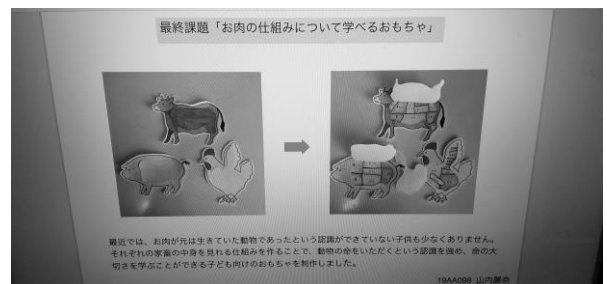 最終課題「お肉の仕組みについて学べるおもちゃ」
最近では、お肉が元は生きていた動物であったという認識ができていない子供も少なくありません。
それぞれの家畜の中身を見れる仕組みを作ることで、動物の命をいただくという認識を強め、命の大
切さを学ぶことができる子ども向けのおもちゃを制作しました。
19AA098 山内麗奈